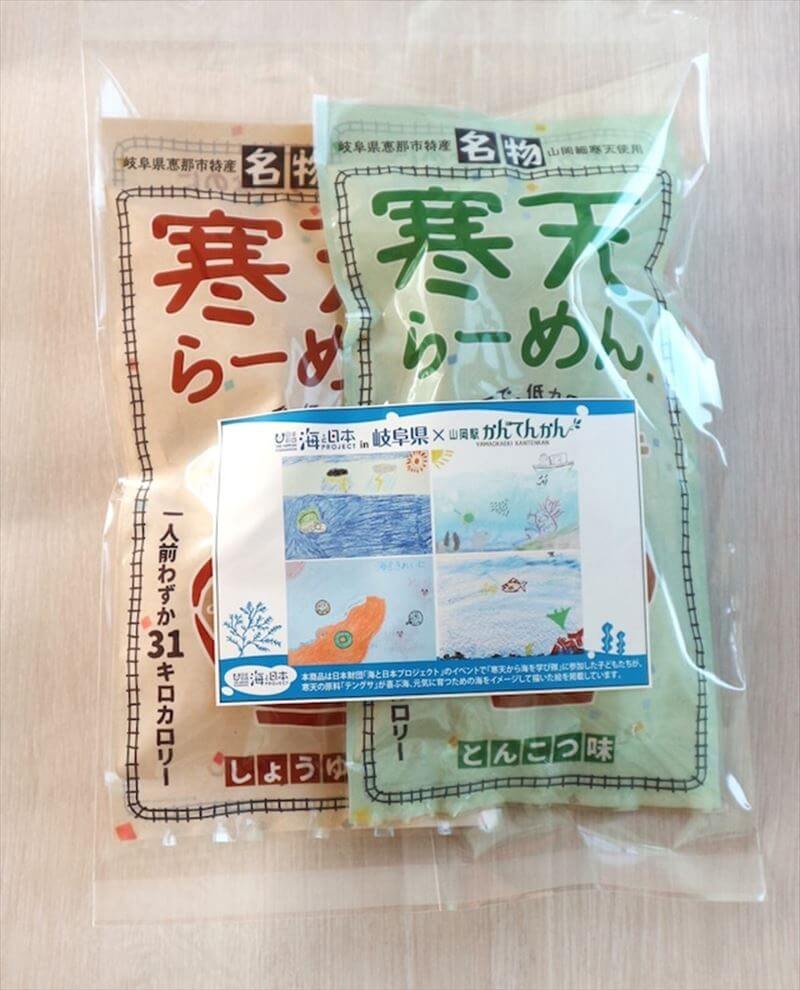 岐阜県恵那市特産 名物
寒
らーめ
一人前わずか31キロカロリー
しょうゆ
岐阜県恵那市特産 名物 山岡細寒天使用
寒天
らーめん
で、低カ
カロリー
とんこつ味
海と日本 PROJECT in 岐阜県 × 山岡駅 かんてんかん
YAMAOKAEKI KANTENKAN
海と日本
本商品は日本財団「海と日本プロジェクト」のイベントで「寒天から海を学び隊」に参加した子どもたちが、
寒天の原料「テングサ」が喜ぶ海、元気に育つための海をイメージして描いた絵を掲載しています。